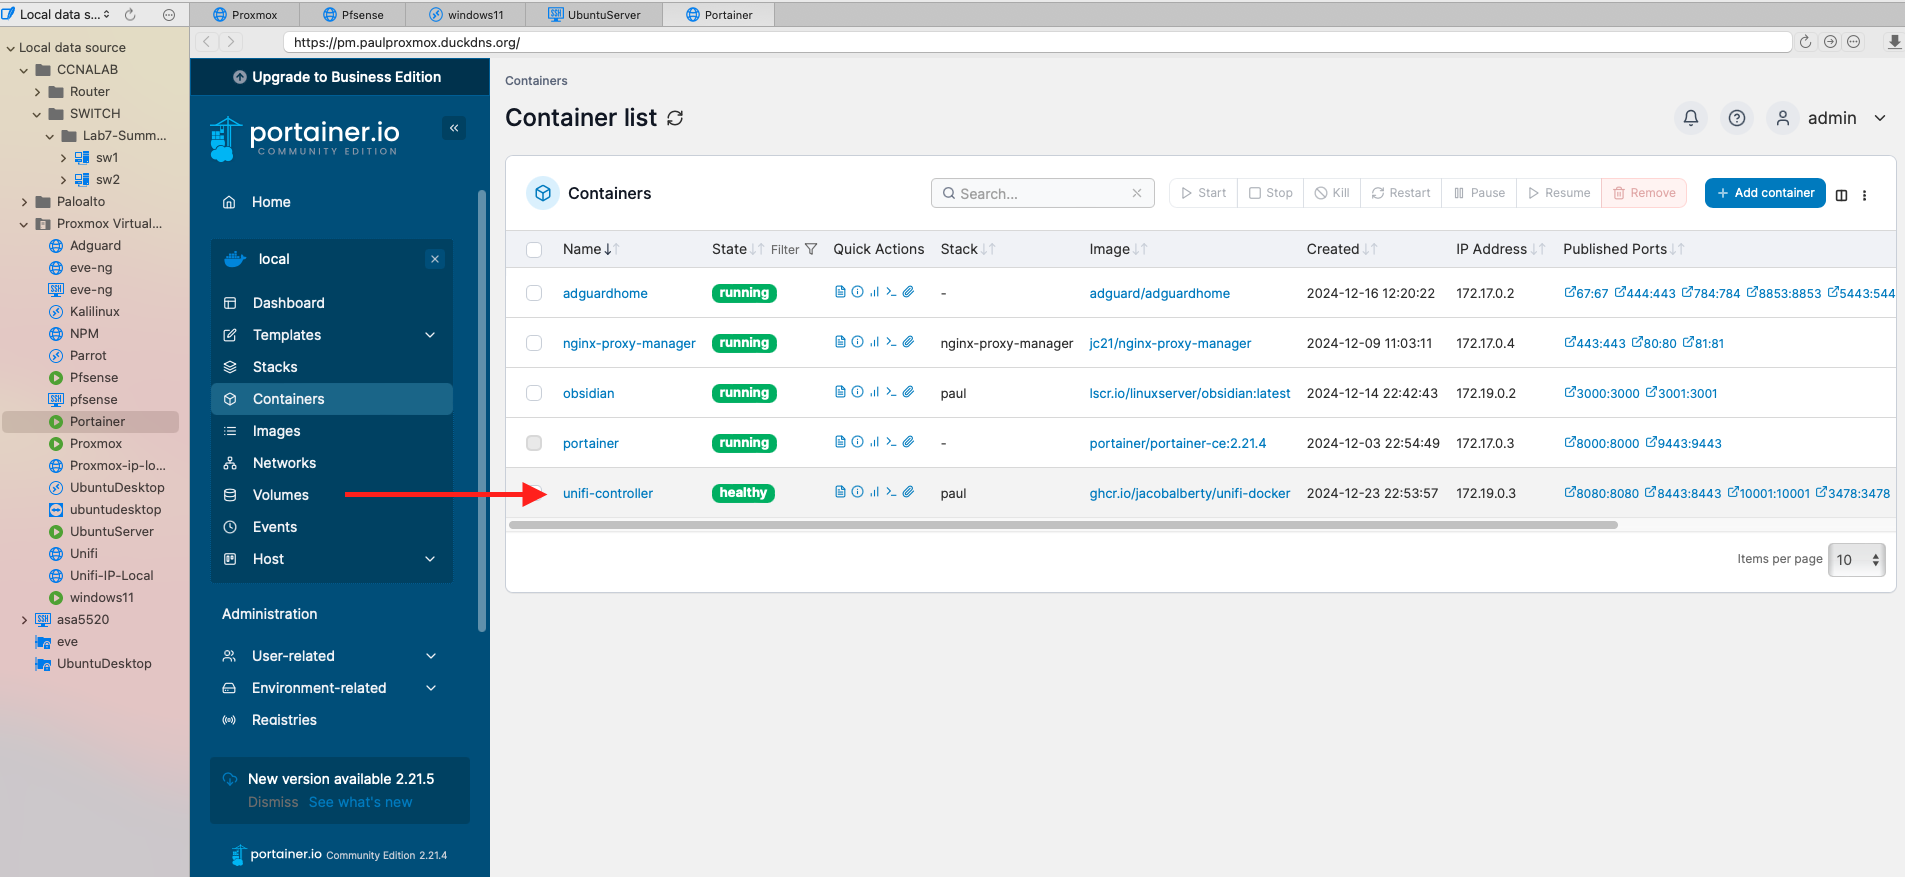 Local data s...
Proxmox
Pfsense
windows11
UbuntuServer
Portainer
https://pm.paulproxmox.duckdns.org/
Local data source
CCNALAB
Router
SWITCH
Lab7-Summ...
sw1
sw2
Paloalto
Proxmox Virtual...
Adguard
eve-ng
SSH eve-ng
Kalilinux
NPM
Parrot
Pfsense
SSH pfsense
Portainer
Proxmox
Proxmox-ip-lo...
UbuntuDesktop
ubuntudesktop
UbuntuServer
Unifi
Unifi-IP-Local
windows11
SSH asa5520
eve
UbuntuDesktop
Upgrade to Business Edition
portainer.io
COMMUNITY EDITION
Home
local
Dashboard
Templates
Stacks
Containers
Images
Networks
Volumes
Events
Host
Administration
User-related
Environment-related
Registries
New version available 2.21.5
Dismiss See what's new
portainer.io Community Edition 2.21.4
Containers
Container list
admin
Containers
Search...
Start Stop Kill Restart Pause Resume Remove
+ Add container
Name State Filter Quick Actions Stack Image Created IP Address Published Ports
adguardhome running - adguard/adguardhome 2024-12-16 12:20:22 172.17.0.2 67:67 444:443 784:784 8853:8853 5443:544
nginx-proxy-manager running nginx-proxy-manager jc21/nginx-proxy-manager 2024-12-09 11:03:11 172.17.0.4 443:443 80:80 81:81
obsidian running paul lscr.io/linuxserver/obsidian:latest 2024-12-14 22:42:43 172.19.0.2 3000:3000 3001:3001
portainer running - portainer/portainer-ce:2.21.4 2024-12-03 22:54:49 172.17.0.3 8000:8000 9443:9443
unifi-controller healthy paul ghcr.io/jacobalberty/unifi-docker 2024-12-23 22:53:57 172.19.0.3 8080:8080 8443:8443 10001:10001 3478:3478
Items per page 10